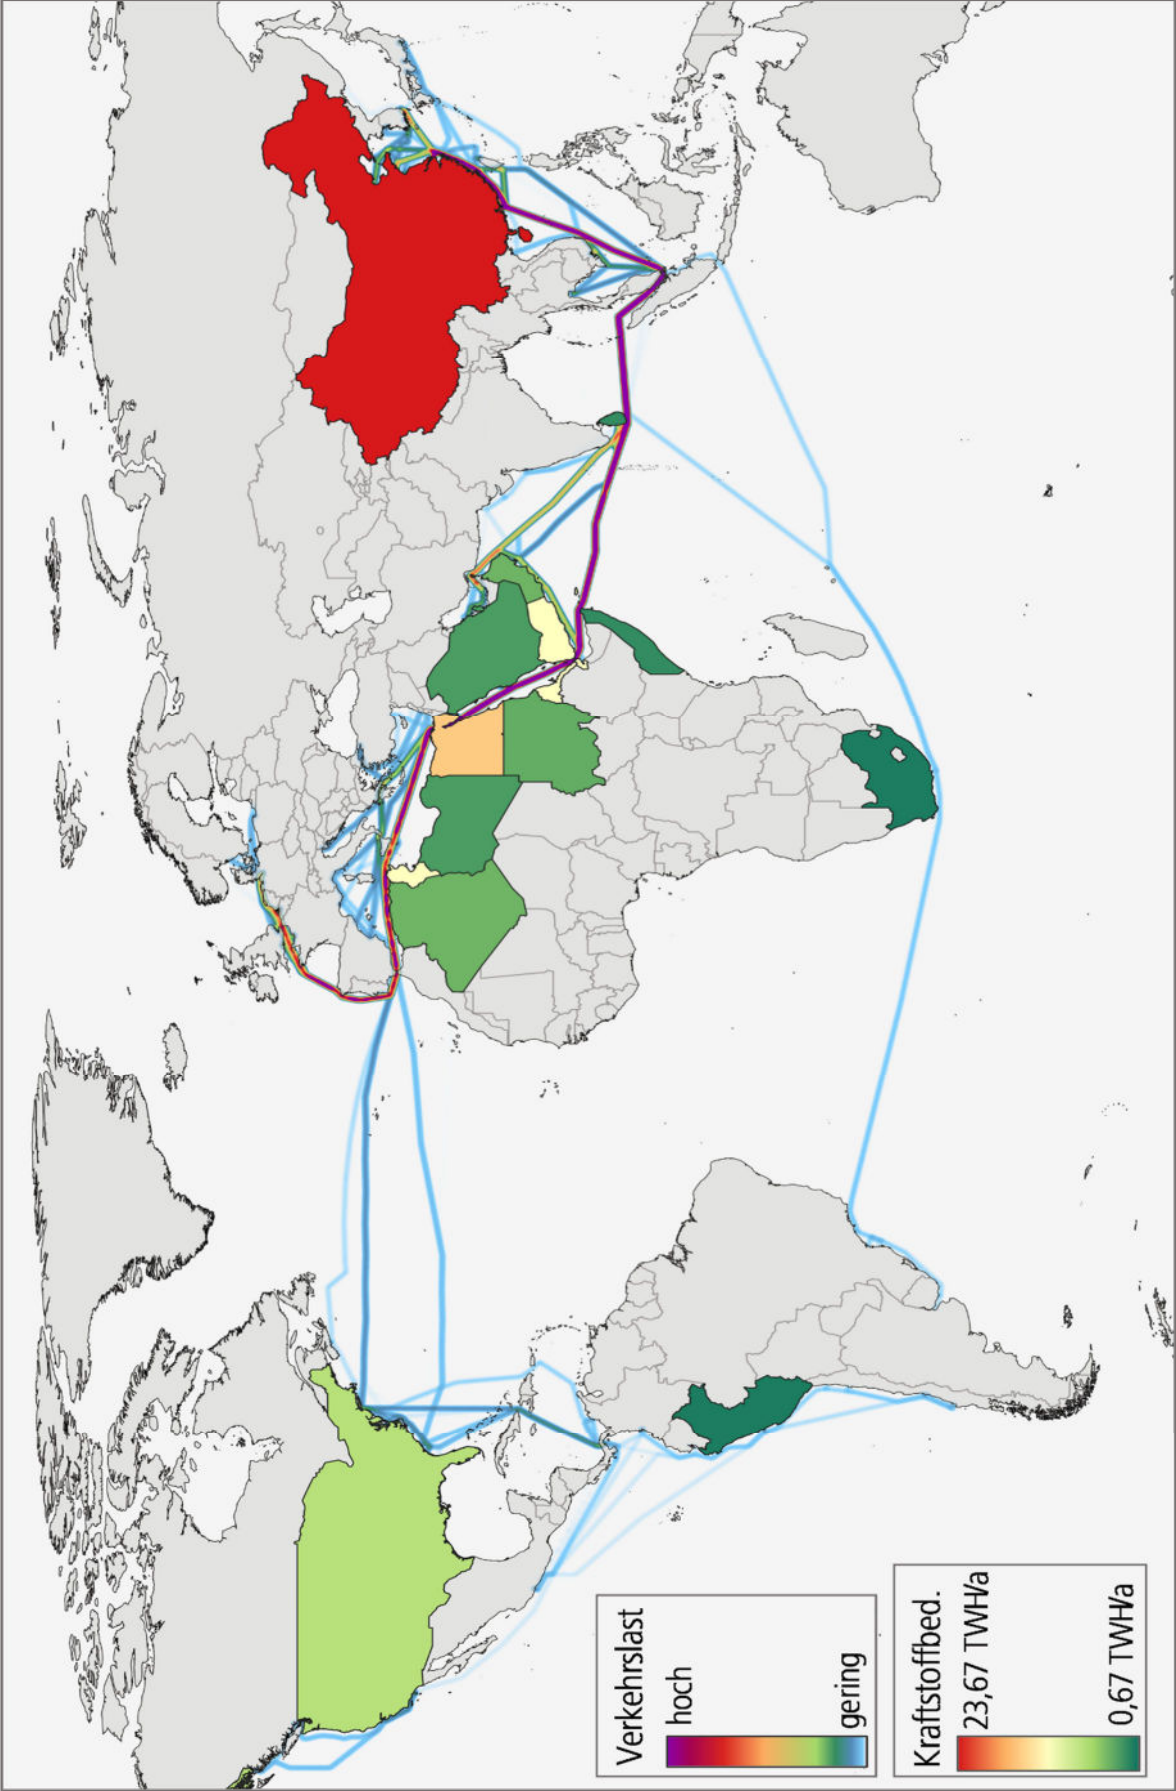 Verkehrslast
hoch
gering
Kraftstoffbed.
23,67 TWH/a
0,67 TWH/a